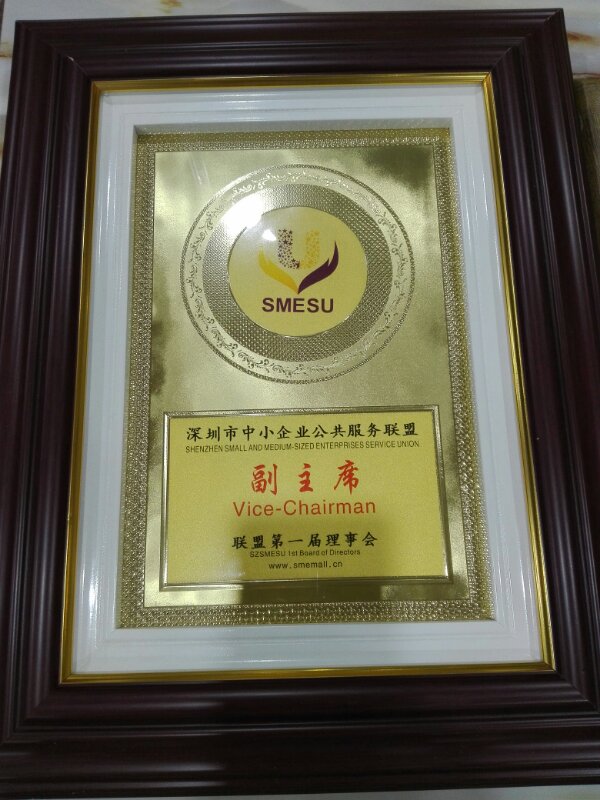 SMESU
深圳市中小企业公共服务联盟
SHENZHEN SMALL AND MEDIUM-SIZED ENTERPRISES SERVICE UNION
副主席
Vice-Chairman
联盟第一届理事会
SZSMESU 1st Board of Directors
www.smemall.cn